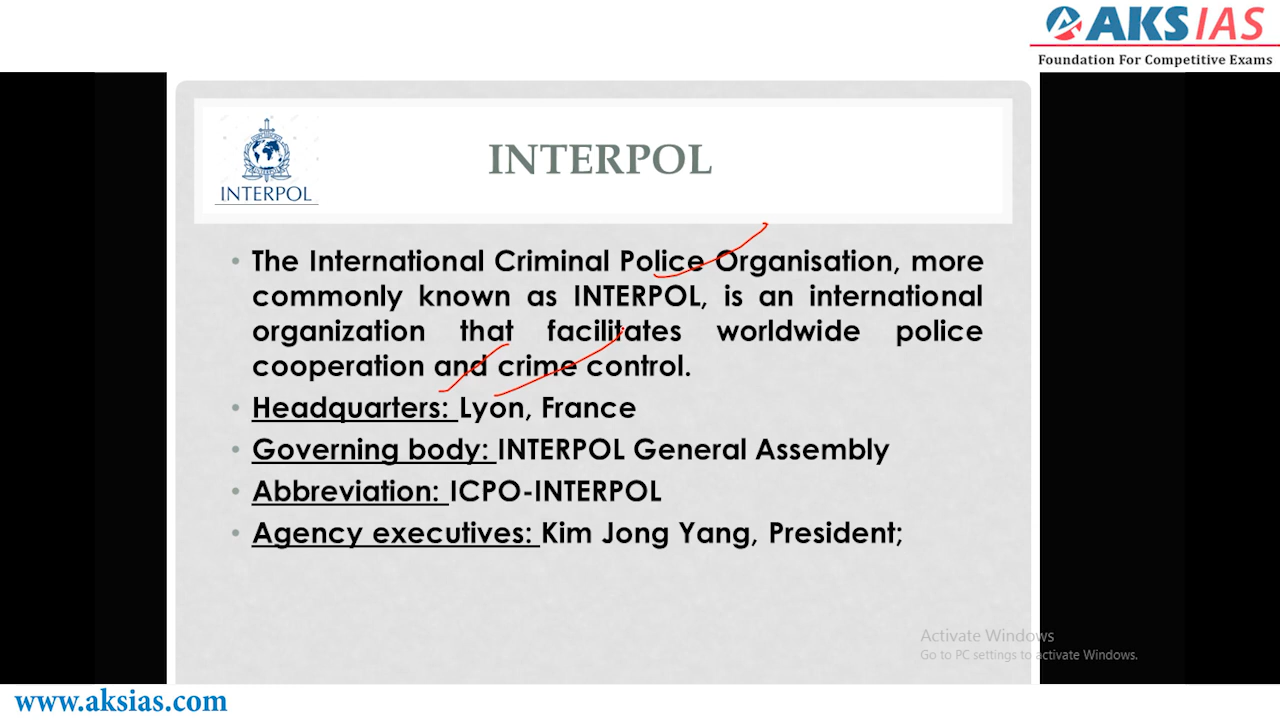 AKS IAS
Foundation For Competitive Exams
INTERPOL
INTERPOL
• The International Criminal Police Organisation, more
commonly known as INTERPOL, is an international
organization that facilitates worldwide police
cooperation and crime control.
• Headquarters: Lyon, France
• Governing body: INTERPOL General Assembly
• Abbreviation: ICPO-INTERPOL
• Agency executives: Kim Jong Yang, President;
Activate Windows
Go to PC settings to activate Windows.
www.aksias.com